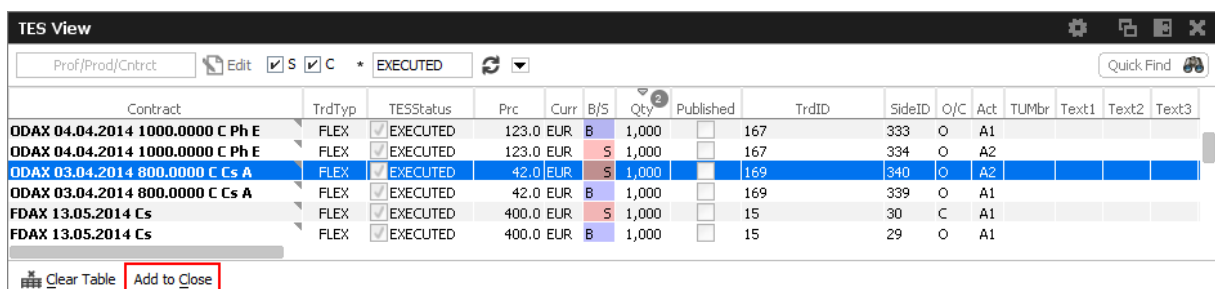 TES View
Prof/Prod/Cntrct Edit S C * EXECUTED Quick Find
Contract TrdTyp TESStatus Prc Curr B/S Qty 2 Published TrdID SideID O/C Act TUMbr Text1 Text2 Text3
ODAX 04.04.2014 1000.0000 C Ph E FLEX EXECUTED 123.0 EUR B 1,000 167 333 O A1
ODAX 04.04.2014 1000.0000 C Ph E FLEX EXECUTED 123.0 EUR S 1,000 167 334 O A2
ODAX 03.04.2014 800.0000 C Cs A FLEX EXECUTED 42.0 EUR S 1,000 169 340 O A2
ODAX 03.04.2014 800.0000 C Cs A FLEX EXECUTED 42.0 EUR B 1,000 169 339 O A1
FDAX 13.05.2014 Cs FLEX EXECUTED 400.0 EUR S 1,000 15 30 C A1
FDAX 13.05.2014 Cs FLEX EXECUTED 400.0 EUR B 1,000 15 29 O A1
Clear Table Add to Close